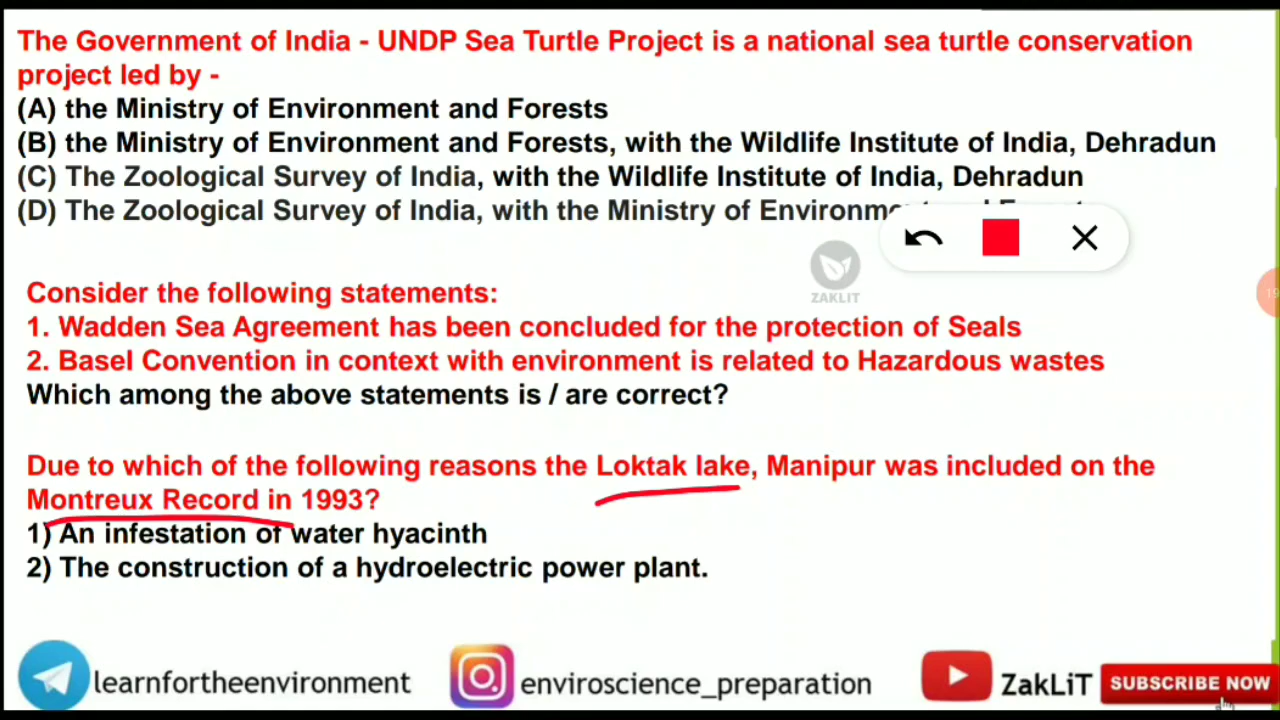 The Government of India - UNDP Sea Turtle Project is a national sea turtle conservation
project led by -
(A) the Ministry of Environment and Forests
(B) the Ministry of Environment and Forests, with the Wildlife Institute of India, Dehradun
(C) The Zoological Survey of India, with the Wildlife Institute of India, Dehradun
(D) The Zoological Survey of India, with the Ministry of
ZAKLIT
Consider the following statements:
1. Wadden Sea Agreement has been concluded for the protection of Seals
2. Basel Convention in context with environment is related to Hazardous wastes
Which among the above statements is / are correct?
Due to which of the following reasons the Loktak lake, Manipur was included on the
Montreux Record in 1993?
1) An infestation of water hyacinth
2) The construction of a hydroelectric power plant.
learnfortheenvironment
enviroscience_preparation
ZakLiT
SUBSCRIBE NOW